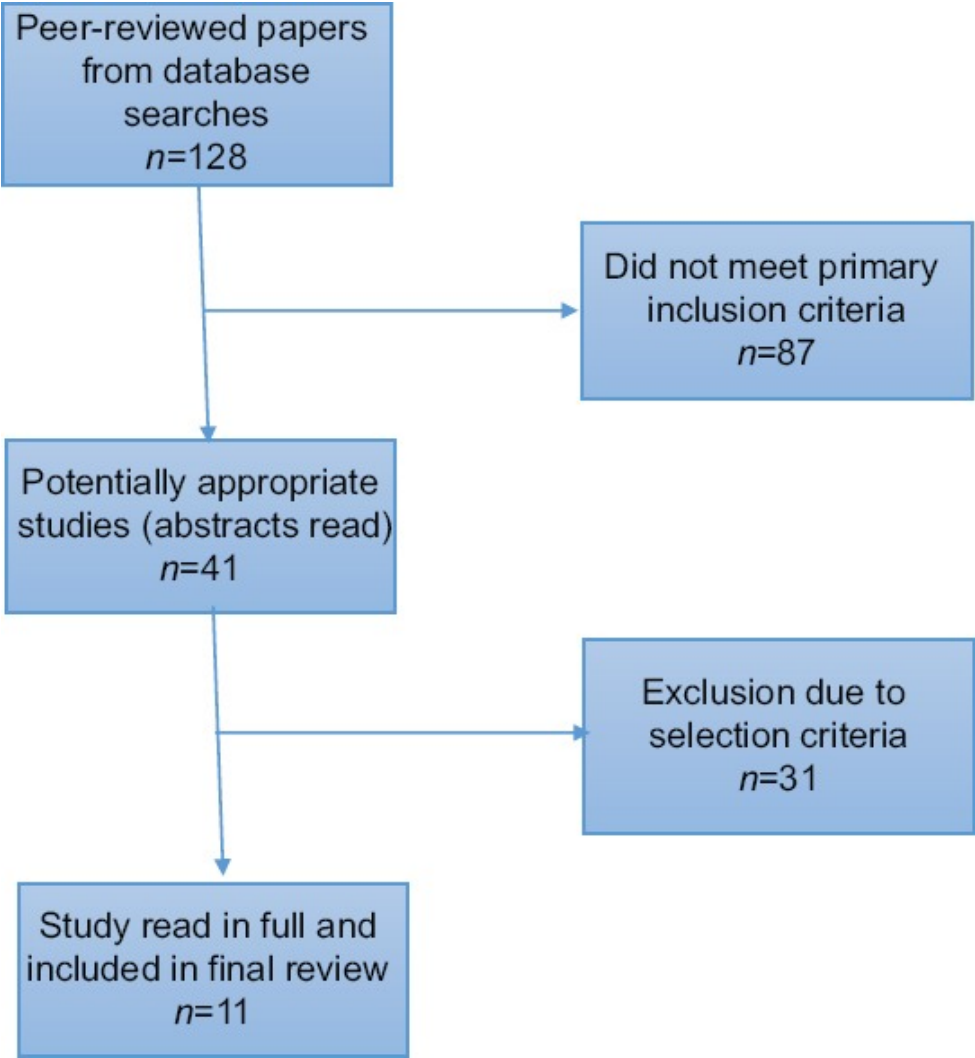 Peer-reviewed papers
from database
searches
n=128
Did not meet primary
inclusion criteria
n=87
Potentially appropriate
studies (abstracts read)
n=41
Exclusion due to
selection criteria
n=31
Study read in full and
included in final review
n=11